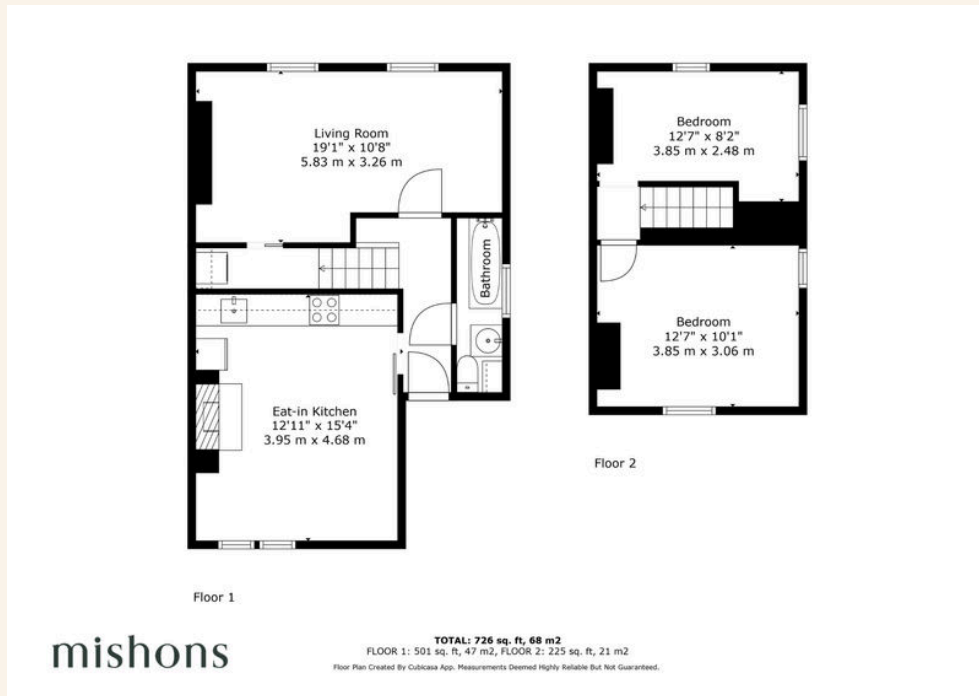 Living Room
19'1" x 10'8"
5.83 m x 3.26 m
Bathroom
Eat-in Kitchen
12'11" x 15'4"
3.95 m x 4.68 m
Floor 1
Bedroom
12'7" x 8'2"
3.85 m x 2.48 m
Bedroom
12'7" x 10'1"
3.85 m x 3.06 m
Floor 2
mishons
TOTAL: 726 sq. ft, 68 m2
FLOOR 1: 501 sq. ft, 47 m2, FLOOR 2: 225 sq. ft, 21 m2
Floor Plan Created By Cubicasa App. Measurements Deemed Highly Reliable But Not Guaranteed.